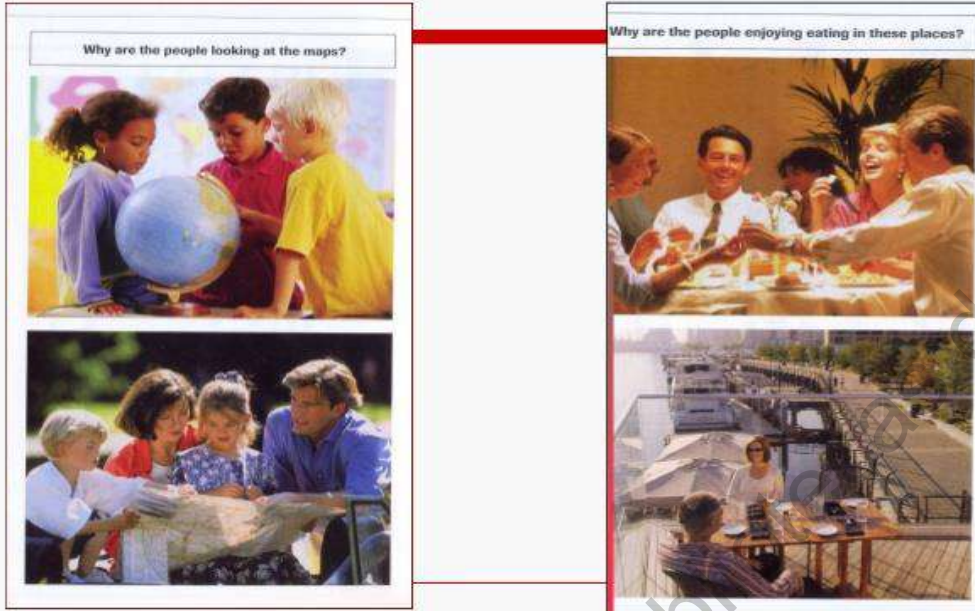 Why are the people looking at the maps?
Why are the people enjoying eating in these places?